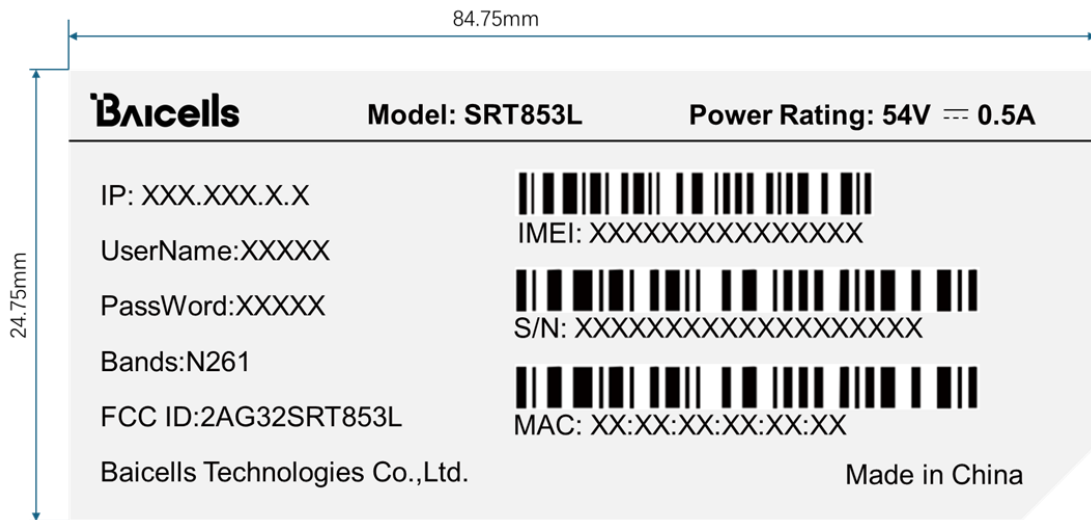 84.75mm
24.75mm
BAICELLS Model: SRT853L Power Rating: 54V ⎓ 0.5A
IP: XXX.XXX.X.X
UserName:XXXXX
PassWord:XXXXX
Bands:N261
FCC ID:2AG32SRT853L
Baicells Technologies Co.,Ltd.
IMEI: XXXXXXXXXXXXXXX
S/N: XXXXXXXXXXXXXXXXXXX
MAC: XX:XX:XX:XX:XX:XX
Made in China